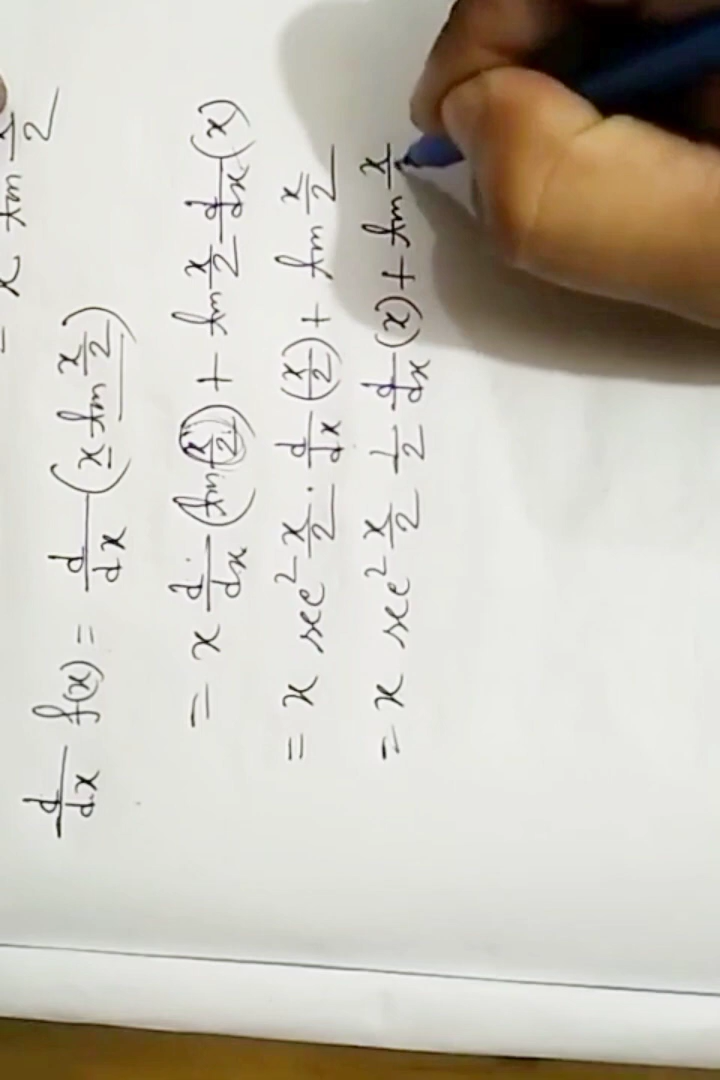 = x tan x/2
d/dx f(x) = d/dx (x tan x/2)
= x d/dx (tan (x/2)) + tan x/2 d/dx (x)
= x sec² x/2 · d/dx (x/2) + tan x/2
= x sec² x/2 1/2 d/dx (x) + tan x